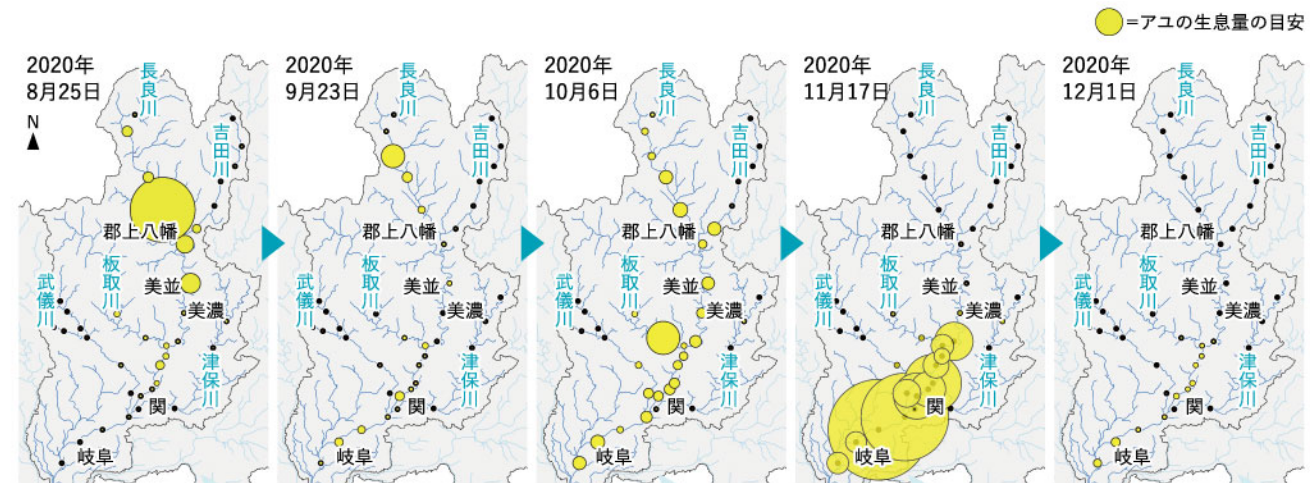 =アユの生息量の目安
2020年
8月25日
N
長良川
吉田川
郡上八幡
板取川
武儀川
美並
美濃
津保川
関
岐阜
2020年
9月23日
長良川
吉田川
郡上八幡
板取川
武儀川
美並
美濃
津保川
関
岐阜
2020年
10月6日
長良川
吉田川
郡上八幡
板取川
武儀川
美並
美濃
津保川
関
岐阜
2020年
11月17日
長良川
吉田川
郡上八幡
板取川
武儀川
美並
美濃
津保川
関
岐阜
2020年
12月1日
長良川
吉田川
郡上八幡
板取川
武儀川
美並
美濃
津保川
関
岐阜